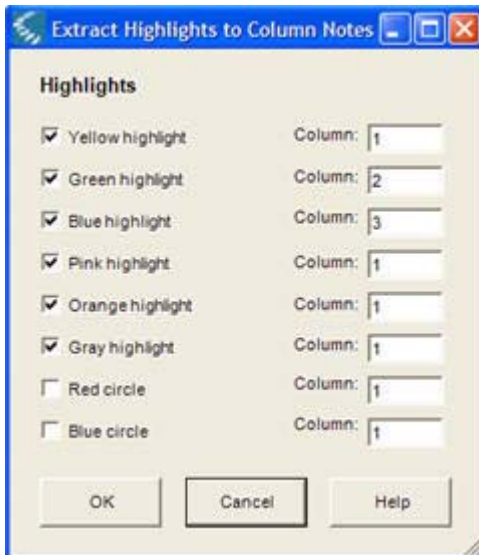 Extract Highlights to Column Notes
Highlights
Yellow highlight Column: 1
Green highlight Column: 2
Blue highlight Column: 3
Pink highlight Column: 1
Orange highlight Column: 1
Gray highlight Column: 1
Red circle Column: 1
Blue circle Column: 1
OK Cancel Help